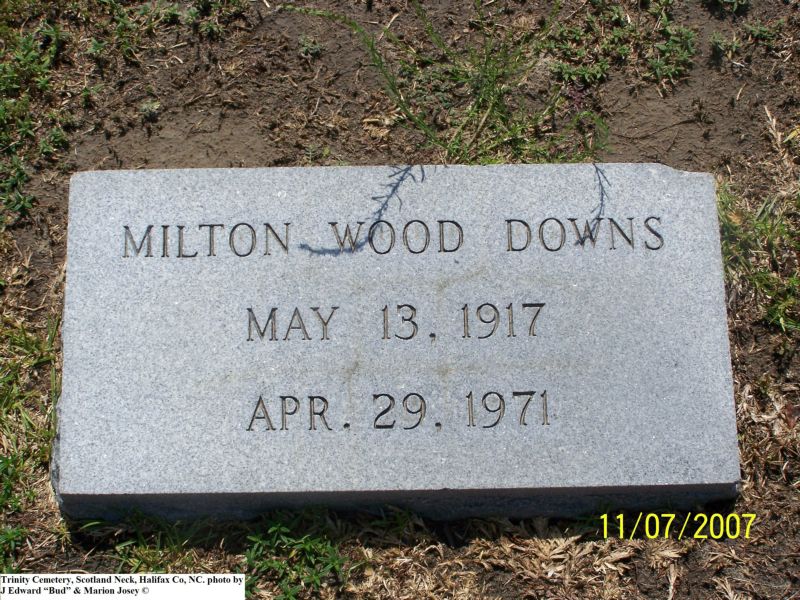 MILTON WOOD DOWNS
MAY 13, 1917
APR. 29, 1971
11/07/2007
Trinity Cemetery, Scotland Neck, Halifax Co, NC. photo by
J Edward “Bud” & Marion Josey ©